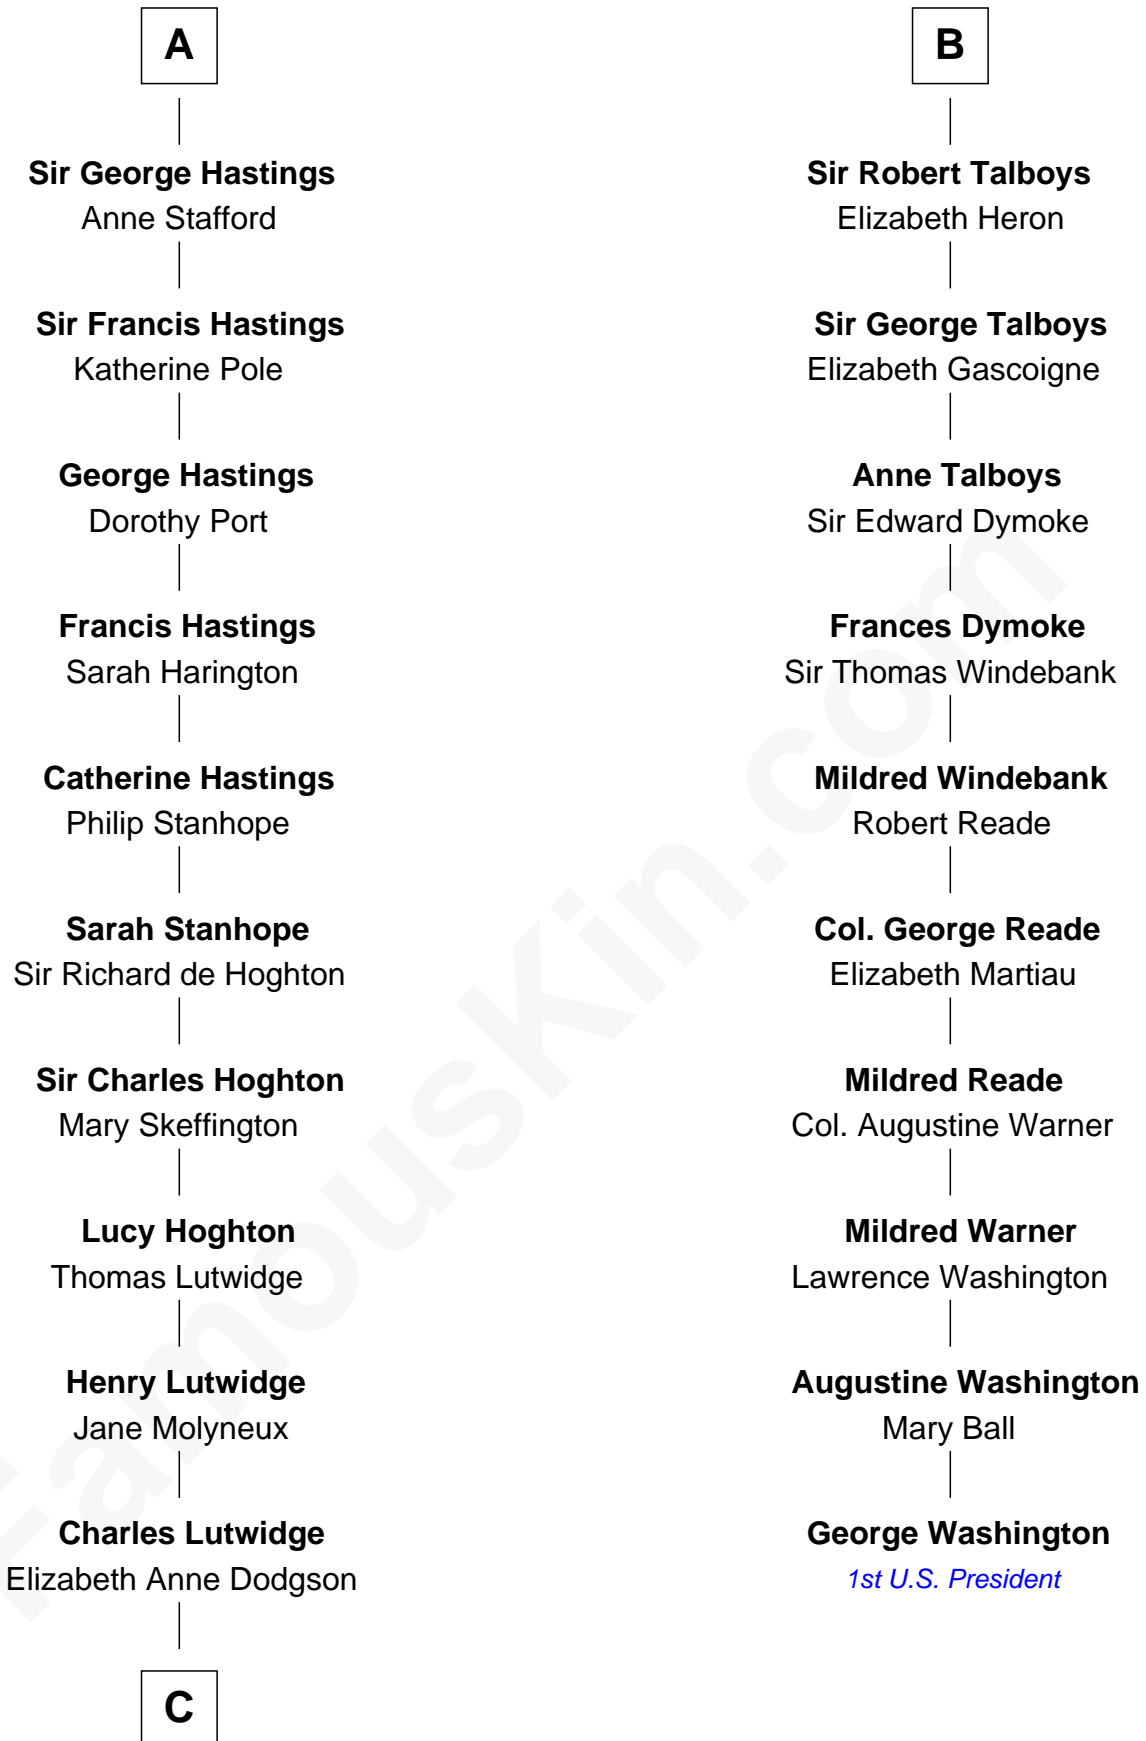 A
Sir George Hastings
Anne Stafford
Sir Francis Hastings
Katherine Pole
George Hastings
Dorothy Port
Francis Hastings
Sarah Harington
Catherine Hastings
Philip Stanhope
Sarah Stanhope
Sir Richard de Hoghton
Sir Charles Hoghton
Mary Skeffington
Lucy Hoghton
Thomas Lutwidge
Henry Lutwidge
Jane Molyneux
Charles Lutwidge
Elizabeth Anne Dodgson
C
B
Sir Robert Talboys
Elizabeth Heron
Sir George Talboys
Elizabeth Gascoigne
Anne Talboys
Sir Edward Dymoke
Frances Dymoke
Sir Thomas Windebank
Mildred Windebank
Robert Reade
Col. George Reade
Elizabeth Martiau
Mildred Reade
Col. Augustine Warner
Mildred Warner
Lawrence Washington
Augustine Washington
Mary Ball
George Washington
1st U.S. President
FamousKin.com